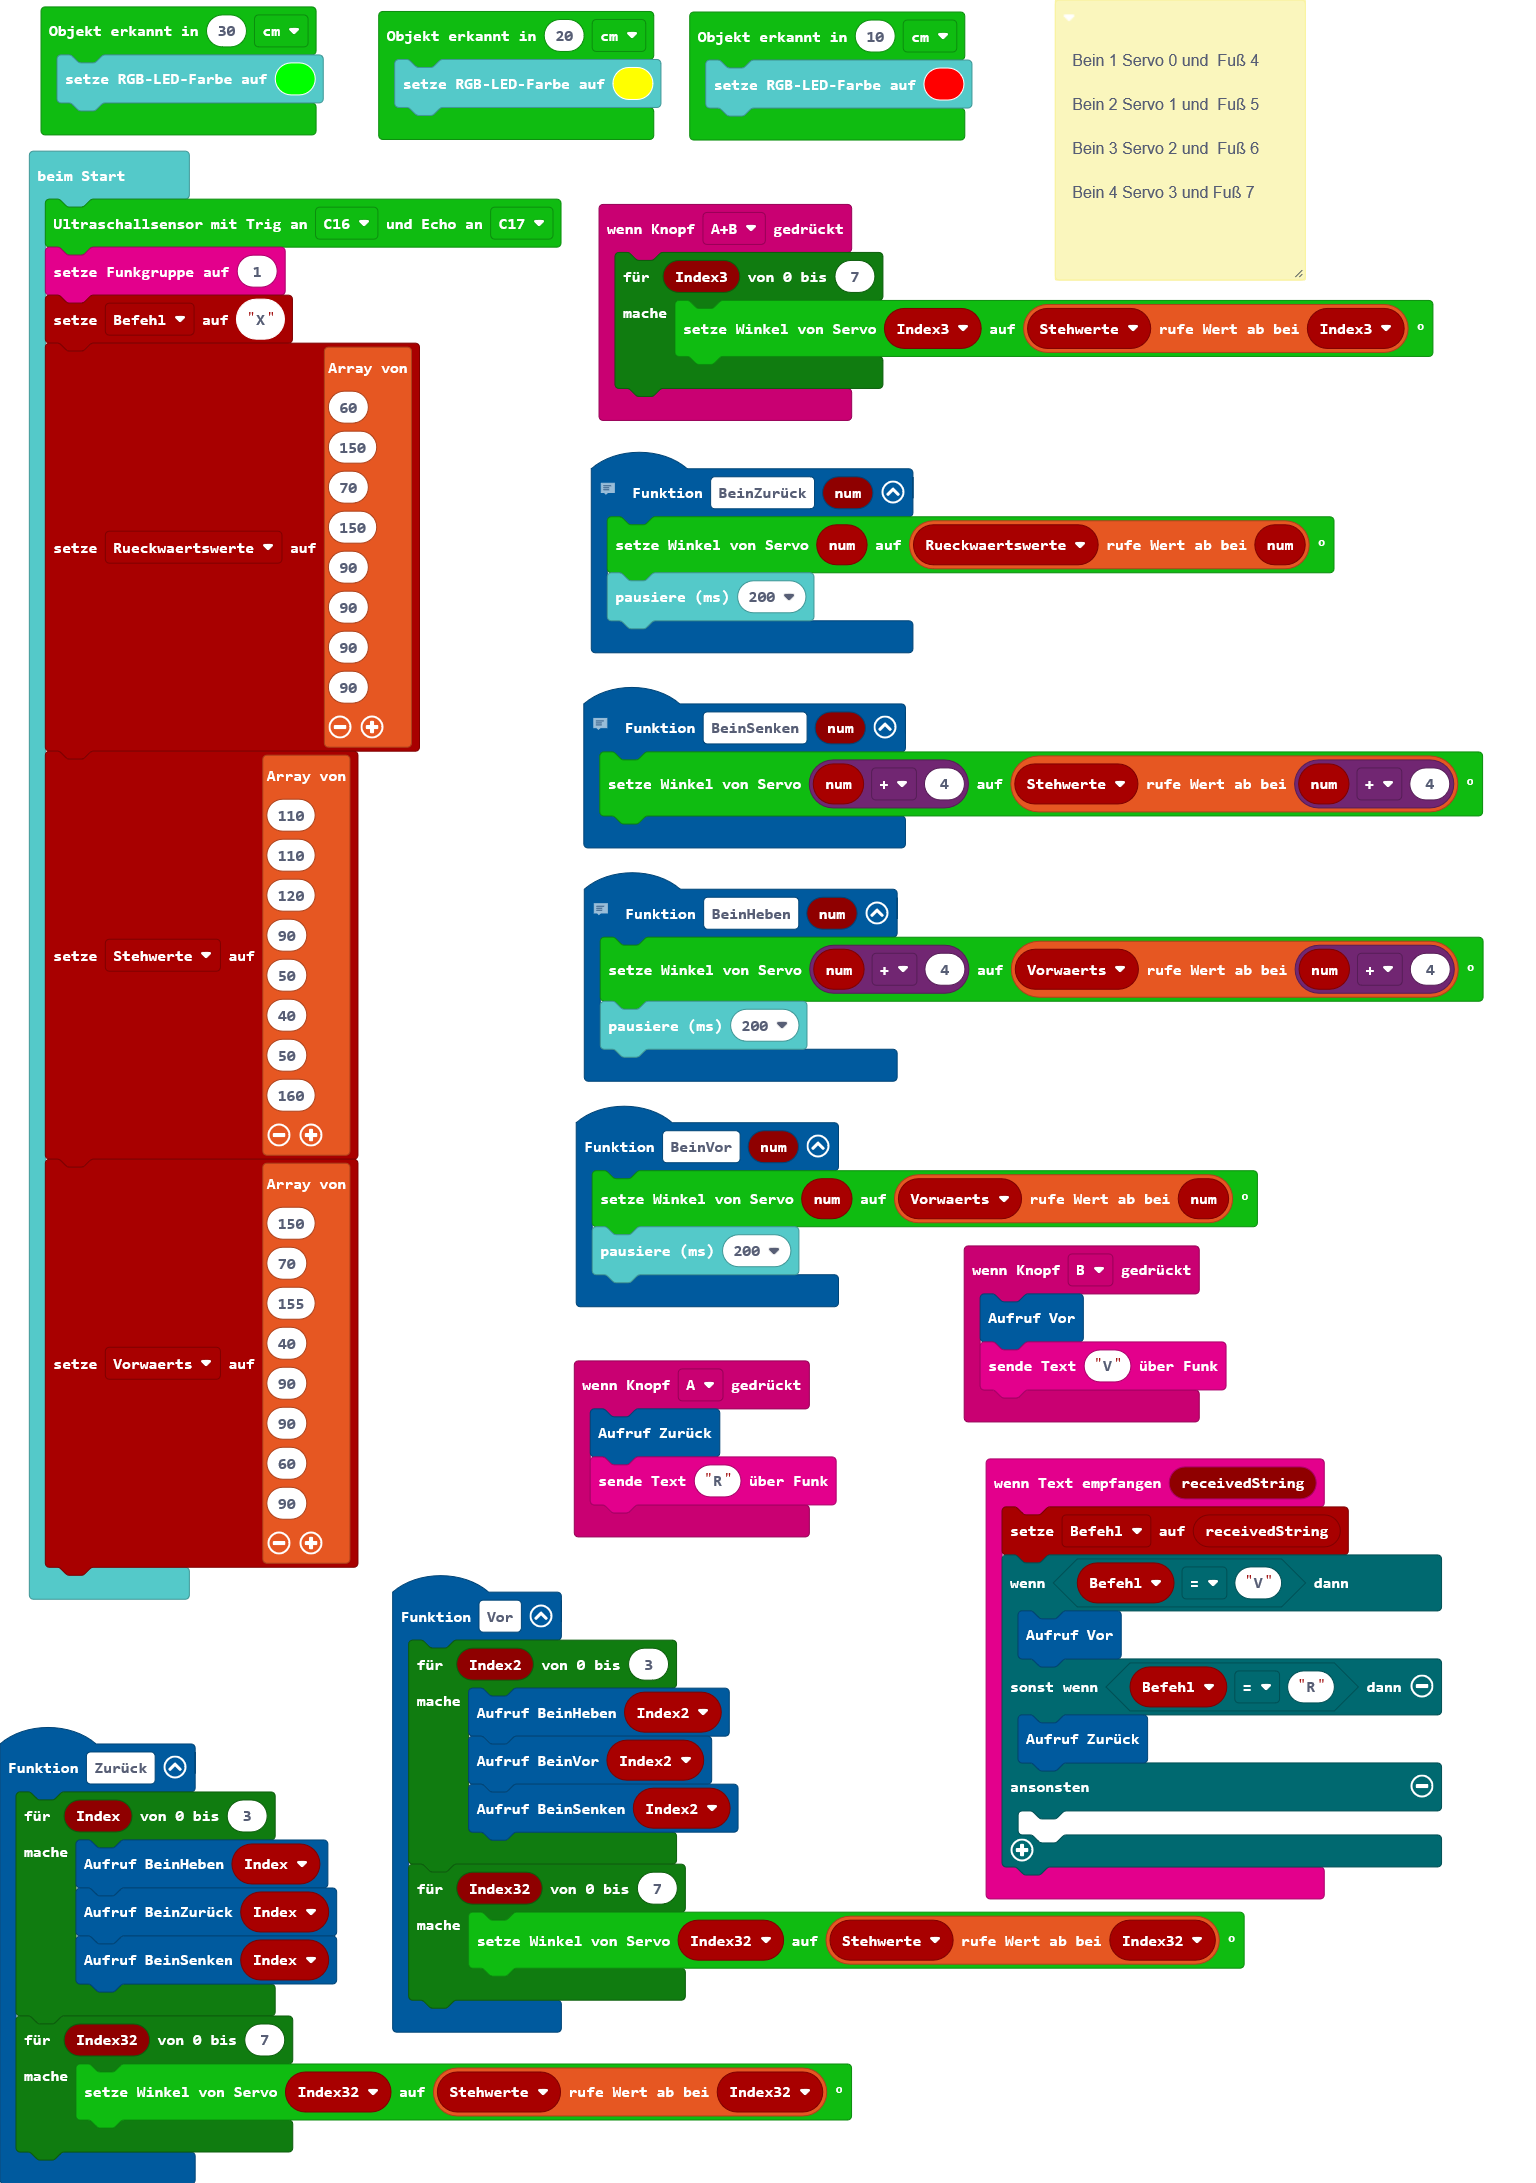 Objekt erkannt in 30 cm
setze RGB-LED-Farbe auf
Objekt erkannt in 20 cm
setze RGB-LED-Farbe auf
Objekt erkannt in 10 cm
setze RGB-LED-Farbe auf
Bein 1 Servo 0 und Fuß 4
Bein 2 Servo 1 und Fuß 5
Bein 3 Servo 2 und Fuß 6
Bein 4 Servo 3 und Fuß 7
beim Start
Ultraschallsensor mit Trig an C16 und Echo an C17
setze Funkgruppe auf 1
setze Befehl auf "X"
setze Rueckwaertswerte auf
Array von
60
150
70
150
90
90
90
90
setze Stehwerte auf
Array von
110
110
120
90
50
40
50
160
setze Vorwaerts auf
Array von
150
70
155
40
90
90
60
90
wenn Knopf A+B gedrückt
für Index3 von 0 bis 7
mache
setze Winkel von Servo Index3 auf Stehwerte rufe Wert ab bei Index3 °
Funktion BeinZurück num
setze Winkel von Servo num auf Rueckwaertswerte rufe Wert ab bei num °
pausiere (ms) 200
Funktion BeinSenken num
setze Winkel von Servo num + 4 auf Stehwerte rufe Wert ab bei num + 4 °
Funktion BeinHeben num
setze Winkel von Servo num + 4 auf Vorwaerts rufe Wert ab bei num + 4 °
pausiere (ms) 200
Funktion BeinVor num
setze Winkel von Servo num auf Vorwaerts rufe Wert ab bei num °
pausiere (ms) 200
wenn Knopf B gedrückt
Aufruf Vor
sende Text "V" über Funk
wenn Knopf A gedrückt
Aufruf Zurück
sende Text "R" über Funk
wenn Text empfangen receivedString
setze Befehl auf receivedString
wenn Befehl = "V" dann
Aufruf Vor
sonst wenn Befehl = "R" dann
Aufruf Zurück
ansonsten
Funktion Vor
für Index2 von 0 bis 3
mache
Aufruf BeinHeben Index2
Aufruf BeinVor Index2
Aufruf BeinSenken Index2
für Index32 von 0 bis 7
mache
setze Winkel von Servo Index32 auf Stehwerte rufe Wert ab bei Index32 °
Funktion Zurück
für Index von 0 bis 3
mache
Aufruf BeinHeben Index
Aufruf BeinZurück Index
Aufruf BeinSenken Index
für Index32 von 0 bis 7
mache
setze Winkel von Servo Index32 auf Stehwerte rufe Wert ab bei Index32 °